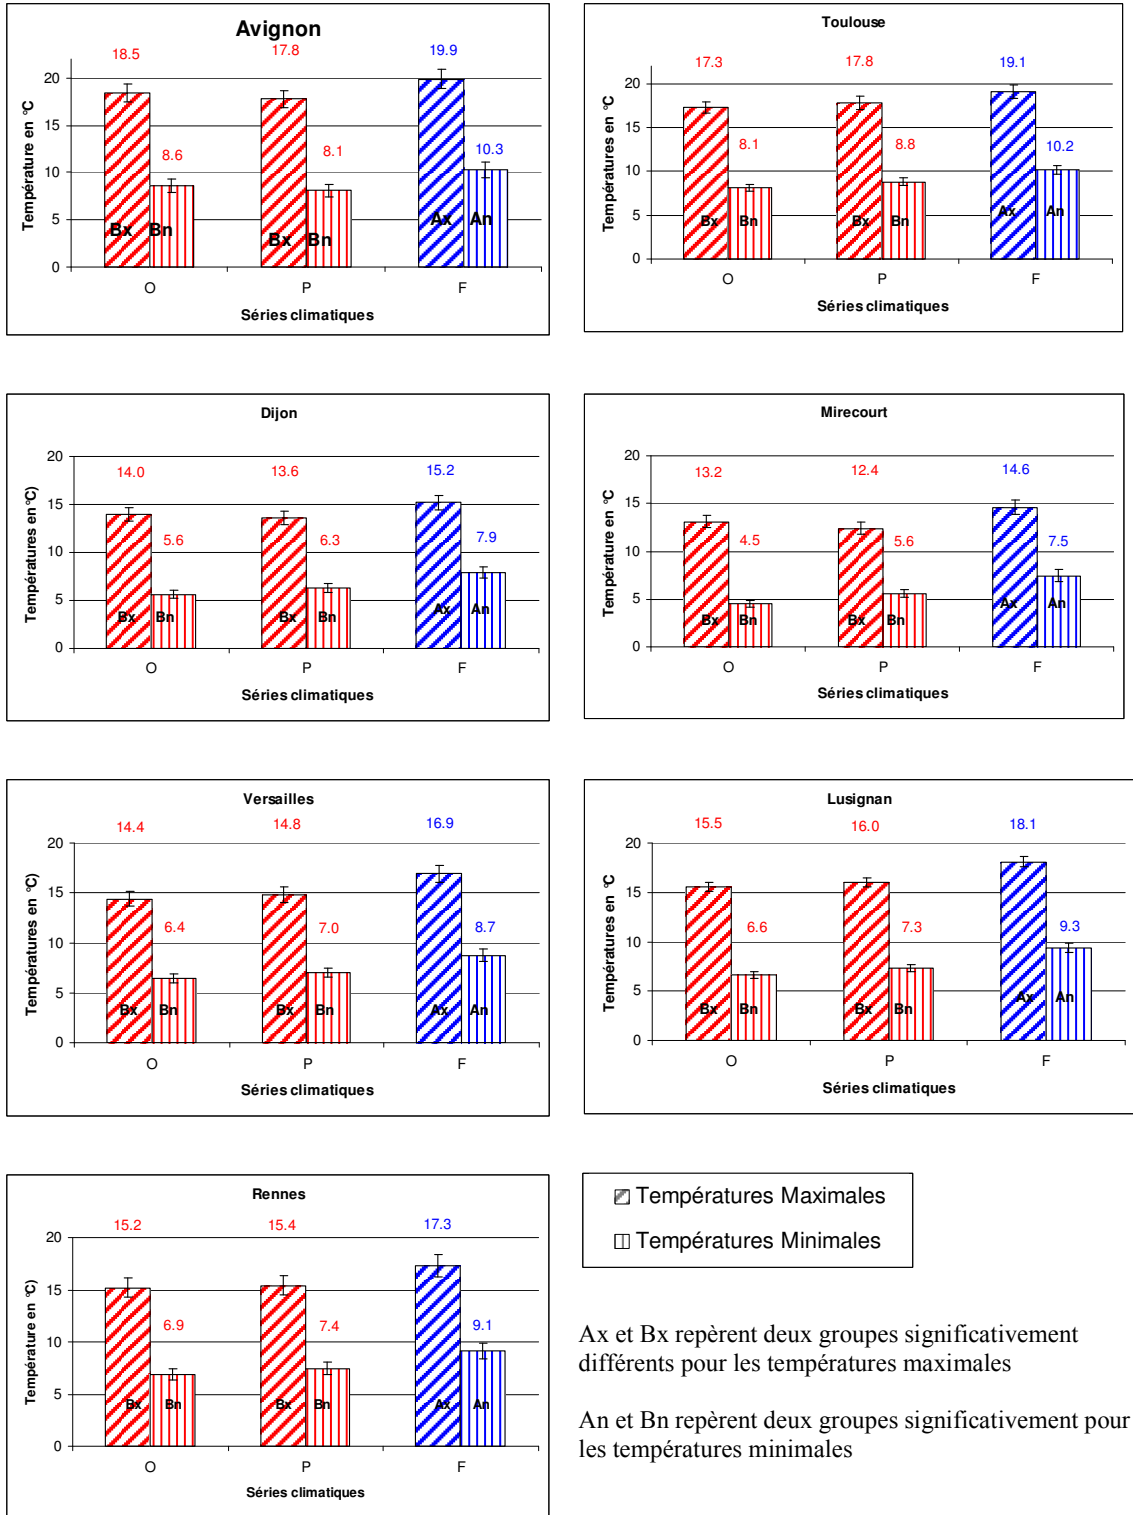 Avignon
18.5 17.8 19.9
Température en °C
20
15
10
5
0
8.6 8.1 10.3
Bx Bn Bx Bn Ax An
O P F
Séries climatiques
Toulouse
17.3 17.8 19.1
Températures en °C
20
15
10
5
0
8.1 8.8 10.2
Bx Bn Bx Bn Ax An
O P F
Séries climatiques
Dijon
14.0 13.6 15.2
Températures en °C)
20
15
10
5
0
5.6 6.3 7.9
Bx Bn Bx Bn Ax An
O P F
Séries climatiques
Mirecourt
13.2 12.4 14.6
Température en °C
20
15
10
5
0
4.5 5.6 7.5
Bx Bn Bx Bn Ax An
O P F
Séries climatiques
Versailles
14.4 14.8 16.9
Températures en °C)
20
15
10
5
0
6.4 7.0 8.7
Bx Bn Bx Bn Ax An
O P F
Séries climatiques
Lusignan
15.5 16.0 18.1
Températures en °C
20
15
10
5
0
6.6 7.3 9.3
Bx Bn Bx Bn Ax An
O P F
Séries climatiques
Rennes
15.2 15.4 17.3
Température en °C)
20
15
10
5
0
6.9 7.4 9.1
Bx Bn Bx Bn Ax An
O P F
Séries climatiques
Températures Maximales
Températures Minimales
Ax et Bx repèrent deux groupes significativement
différents pour les températures maximales
An et Bn repèrent deux groupes significativement pour
les températures minimales